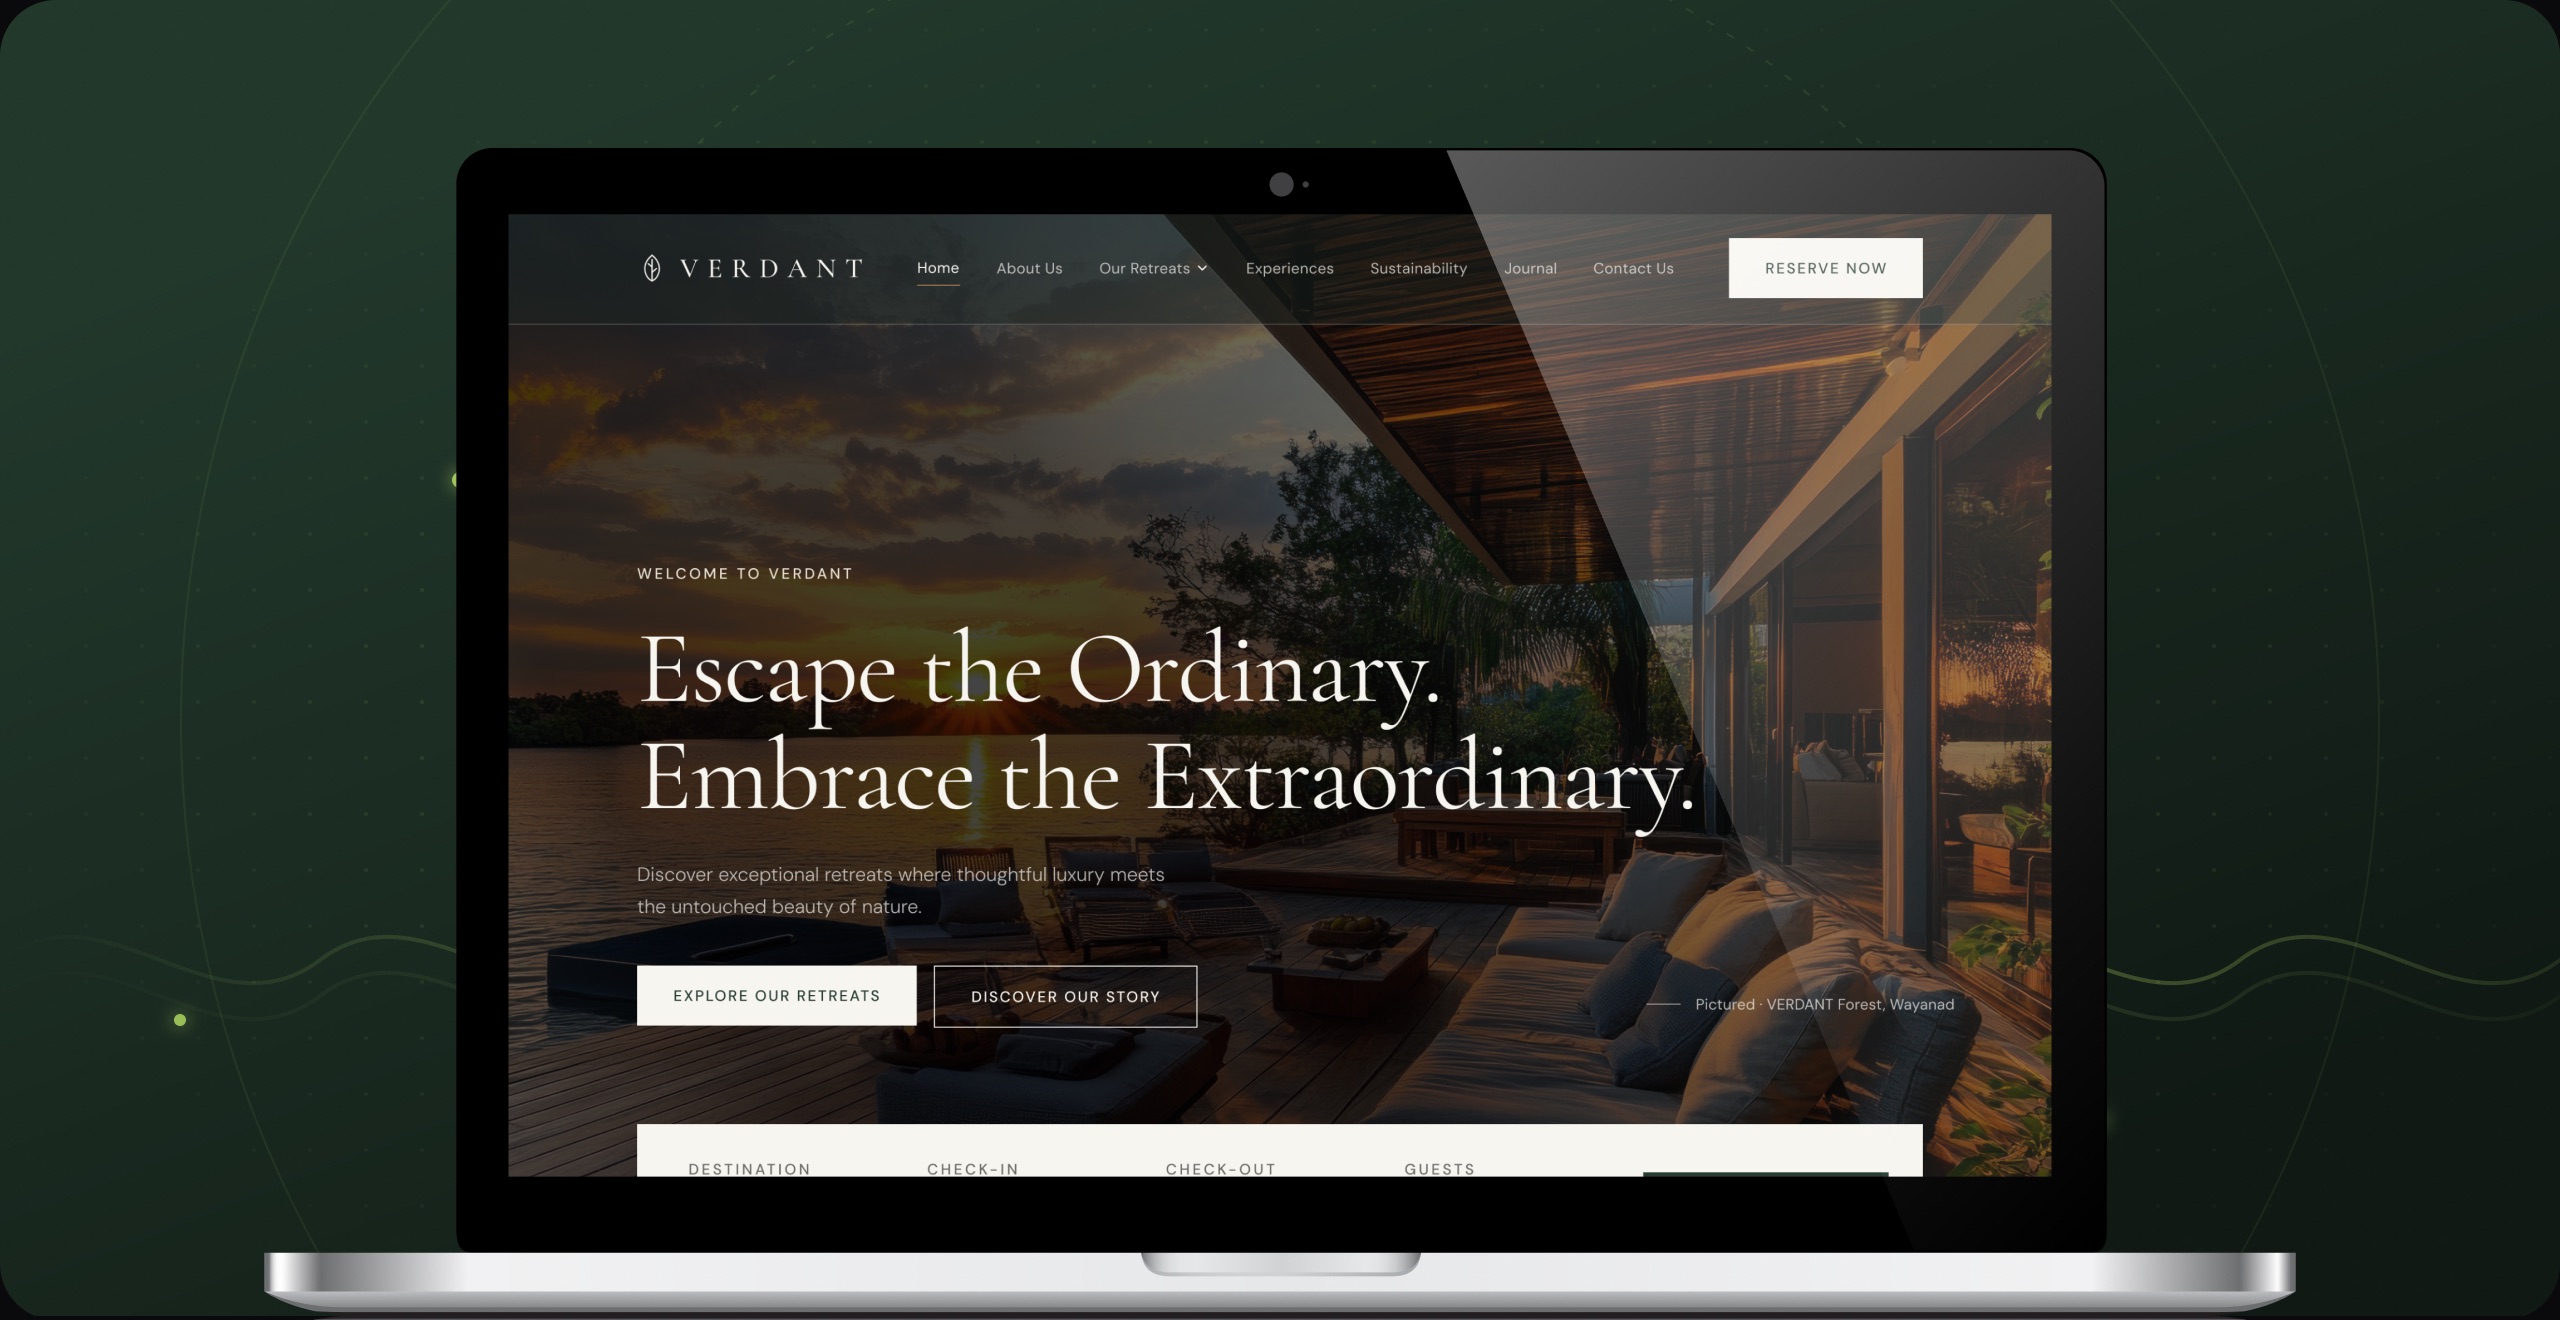 VERDANT
Home
About Us
Our Retreats
Experiences
Sustainability
Journal
Contact Us
RESERVE NOW
WELCOME TO VERDANT
Escape the Ordinary.
Embrace the Extraordinary.
Discover exceptional retreats where thoughtful luxury meets
the untouched beauty of nature.
EXPLORE OUR RETREATS
DISCOVER OUR STORY
Pictured · VERDANT Forest, Wayanad
DESTINATION
CHECK-IN
CHECK-OUT
GUESTS